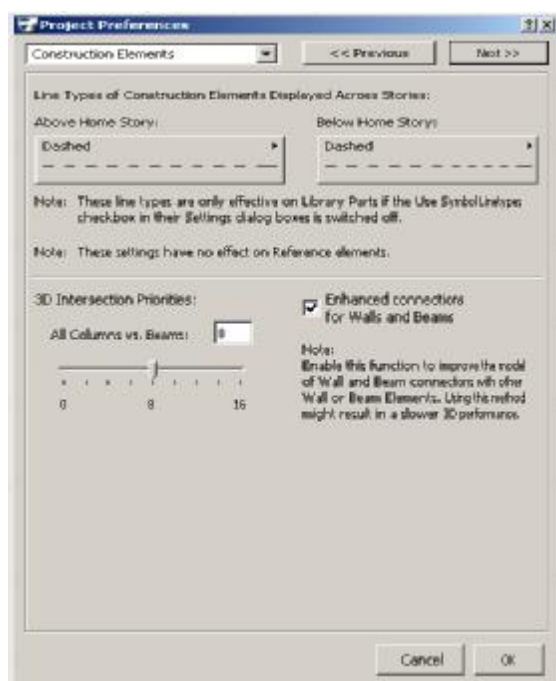 Project Preferences
Construction Elements
<< Previous
Next >>
Line Types of Construction Elements Displayed Across Stories:
Above Home Story:
Below Home Story:
Dashed
Dashed
Note: These line types are only effective on Library Parts if the Use Symbol Linetypes
checkbox in their Settings dialog boxes is switched off.
Note: These settings have no effect on Reference elements.
3D Intersection Priorities:
Enhanced connections
for Walls and Beams
All Columns vs. Beams: 8
Note:
Enable this function to improve the model
of Wall and Beam connections with other
Wall or Beam Elements. Using this method
might result in a slower 3D performance.
0 8 16
Cancel
OK